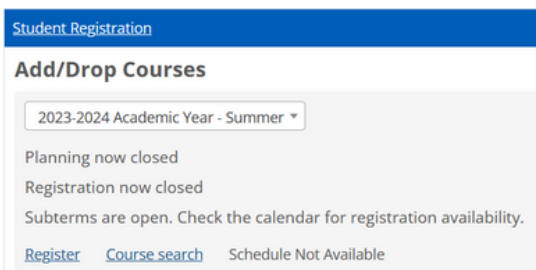 Student Registration
Add/Drop Courses
2023-2024 Academic Year - Summer
Planning now closed
Registration now closed
Subterms are open. Check the calendar for registration availability.
Register Course search Schedule Not Available